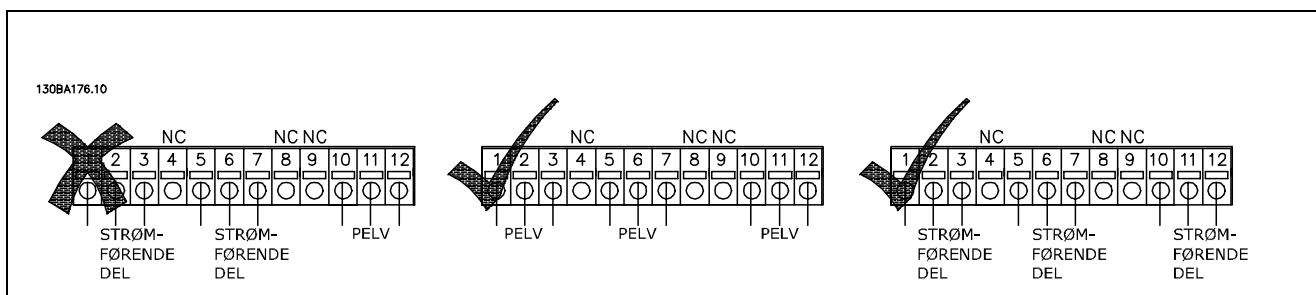 130BA176.10
NC NC NC
2 3 4 5 6 7 8 9 10 11 12
STRØM-
FØRENDE
DEL
STRØM-
FØRENDE
DEL
PELV
NC NC NC
1 2 3 4 5 6 7 8 9 10 11 12
PELV PELV PELV
NC NC NC
1 2 3 4 5 6 7 8 9 10 11 12
STRØM-
FØRENDE
DEL
STRØM-
FØRENDE
DEL
STRØM-
FØRENDE
DEL